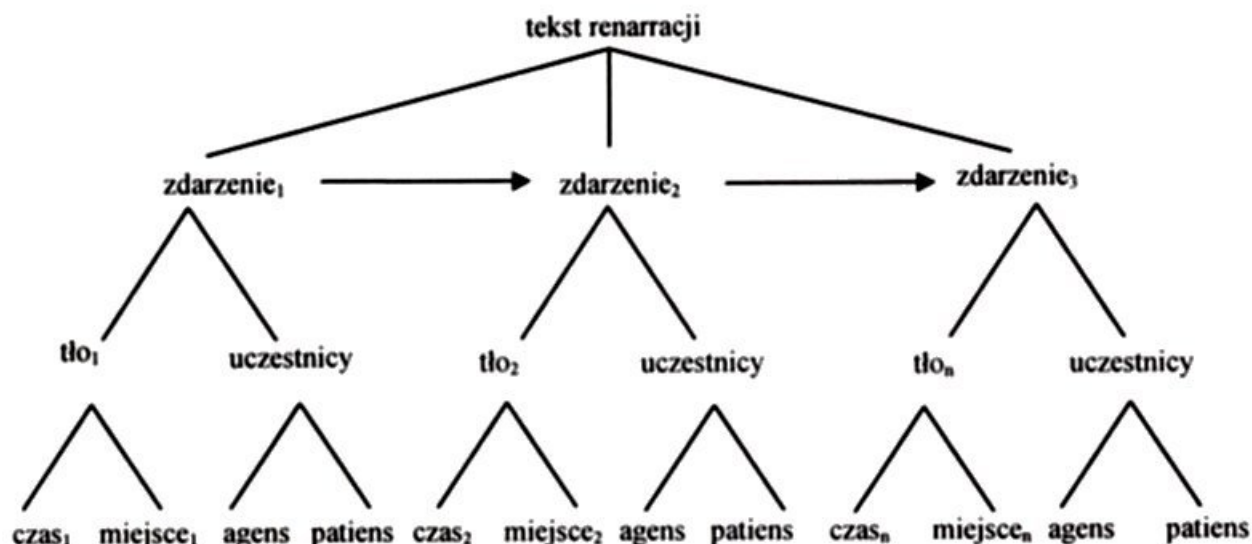 tekst renarracji
zdarzenie₁ zdarzenie₂ zdarzenie₃
tło₁ uczestnicy tło₂ uczestnicy tłoₙ uczestnicy
czas₁ miejsce₁ agens patiens czas₂ miejsce₂ agens patiens czasₙ miejsceₙ agens patiens